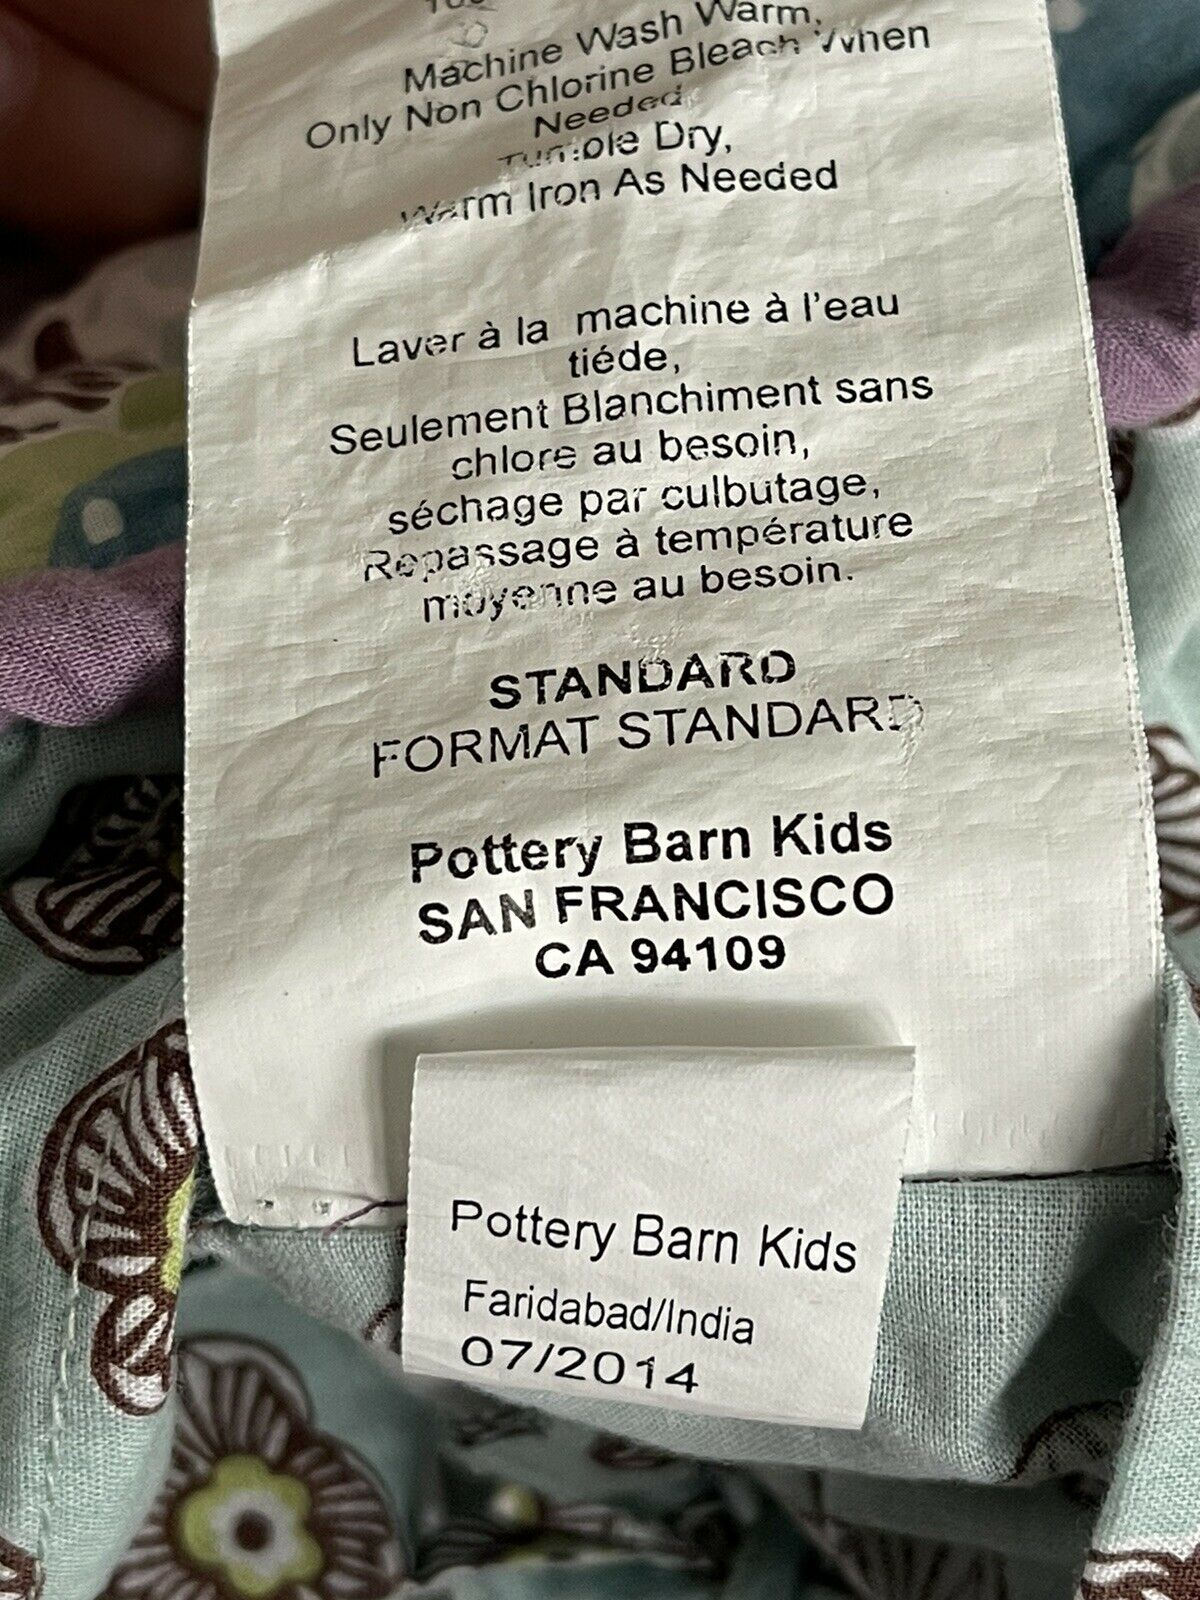 Machine Wash Warm,
Only Non Chlorine Bleach When
Needed
Tumble Dry,
Warm Iron As Needed
Laver à la machine à l'eau
tiéde,
Seulement Blanchiment sans
chlore au besoin,
séchage par culbutage,
Repassage à température
moyenne au besoin.
STANDARD
FORMAT STANDARD
Pottery Barn Kids
SAN FRANCISCO
CA 94109
Pottery Barn Kids
Faridabad/India
07/2014